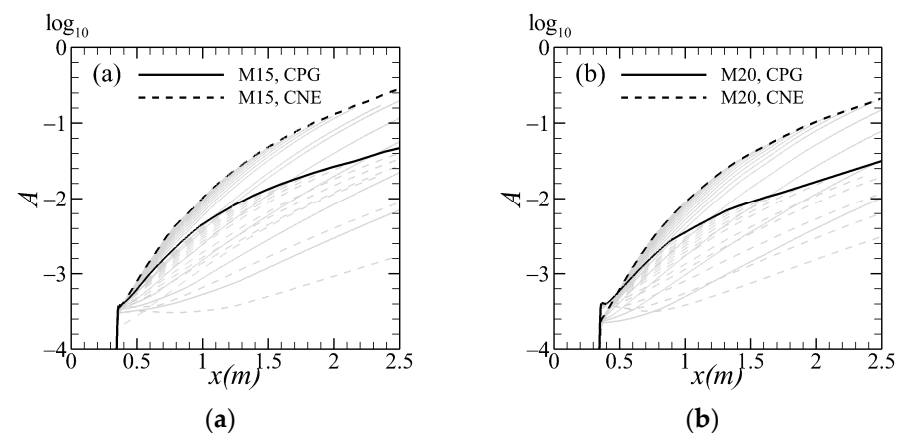 log₁₀
0
(a)
M15, CPG
M15, CNE
−1
−2
−3
−4
A
0
0.5
1
1.5
2
2.5
x(m)
(a)
log₁₀
0
(b)
M20, CPG
M20, CNE
−1
−2
−3
−4
A
0
0.5
1
1.5
2
2.5
x(m)
(b)